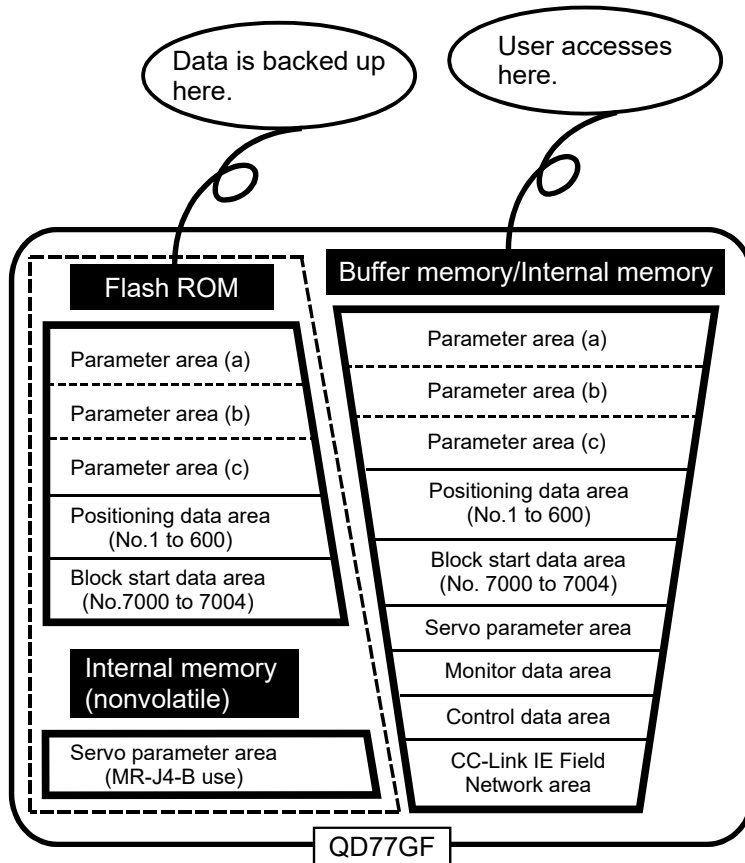 Data is backed up
here.
User accesses
here.
Flash ROM
Parameter area (a)
Parameter area (b)
Parameter area (c)
Positioning data area
(No.1 to 600)
Block start data area
(No.7000 to 7004)
Internal memory
(nonvolatile)
Servo parameter area
(MR-J4-B use)
Buffer memory/Internal memory
Parameter area (a)
Parameter area (b)
Parameter area (c)
Positioning data area
(No.1 to 600)
Block start data area
(No. 7000 to 7004)
Servo parameter area
Monitor data area
Control data area
CC-Link IE Field
Network area
QD77GF